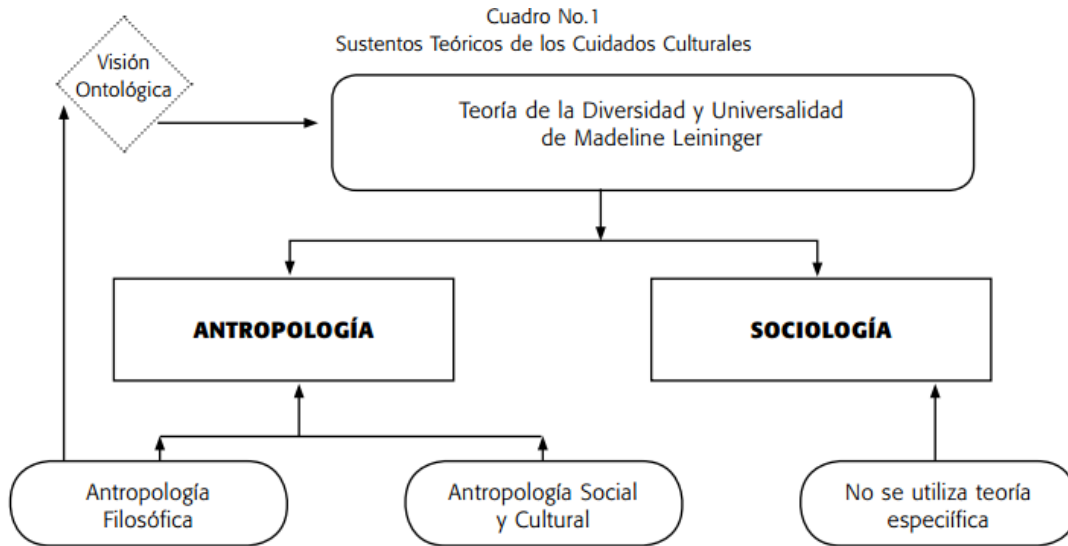 Cuadro No.1
Sustentos Teóricos de los Cuidados Culturales
Visión
Ontológica
Teoría de la Diversidad y Universalidad
de Madeline Leininger
ANTROPOLOGÍA
SOCIOLOGÍA
Antropología
Filosófica
Antropología Social
y Cultural
No se utiliza teoría
especiífica